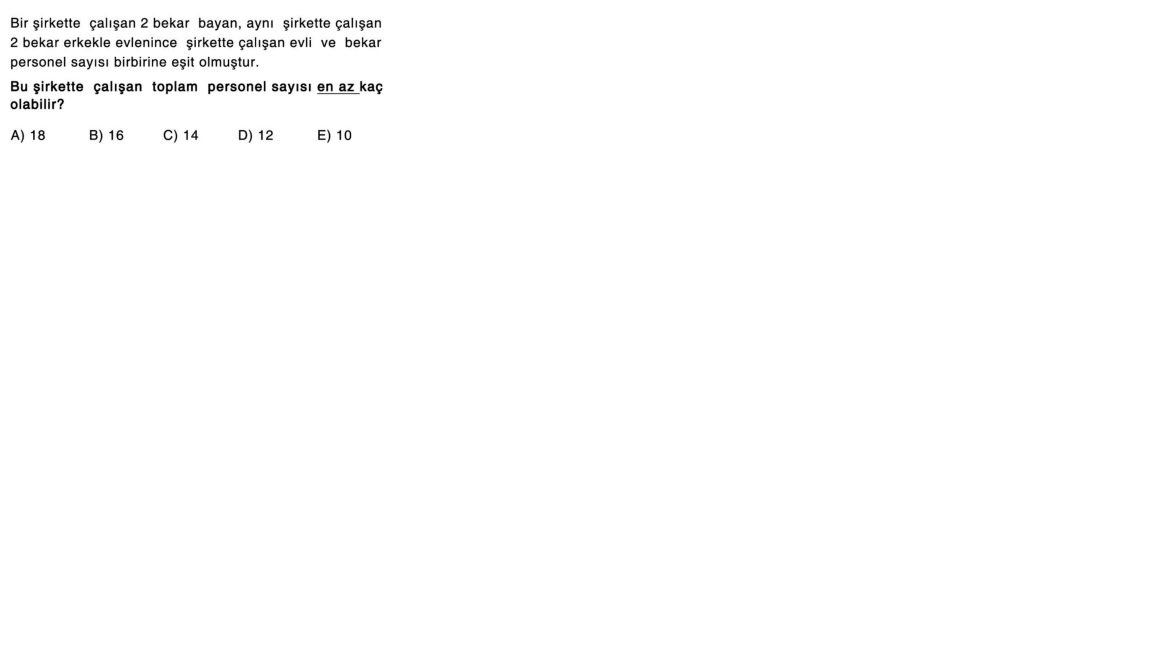 Bir şirkette çalışan 2 bekar bayan, aynı şirkette çalışan
2 bekar erkekle evlenince şirkette çalışan evli ve bekar
personel sayısı birbirine eşit olmuştur.
Bu şirkette çalışan toplam personel sayısı en az kaç
olabilir?
A) 18 B) 16 C) 14 D) 12 E) 10